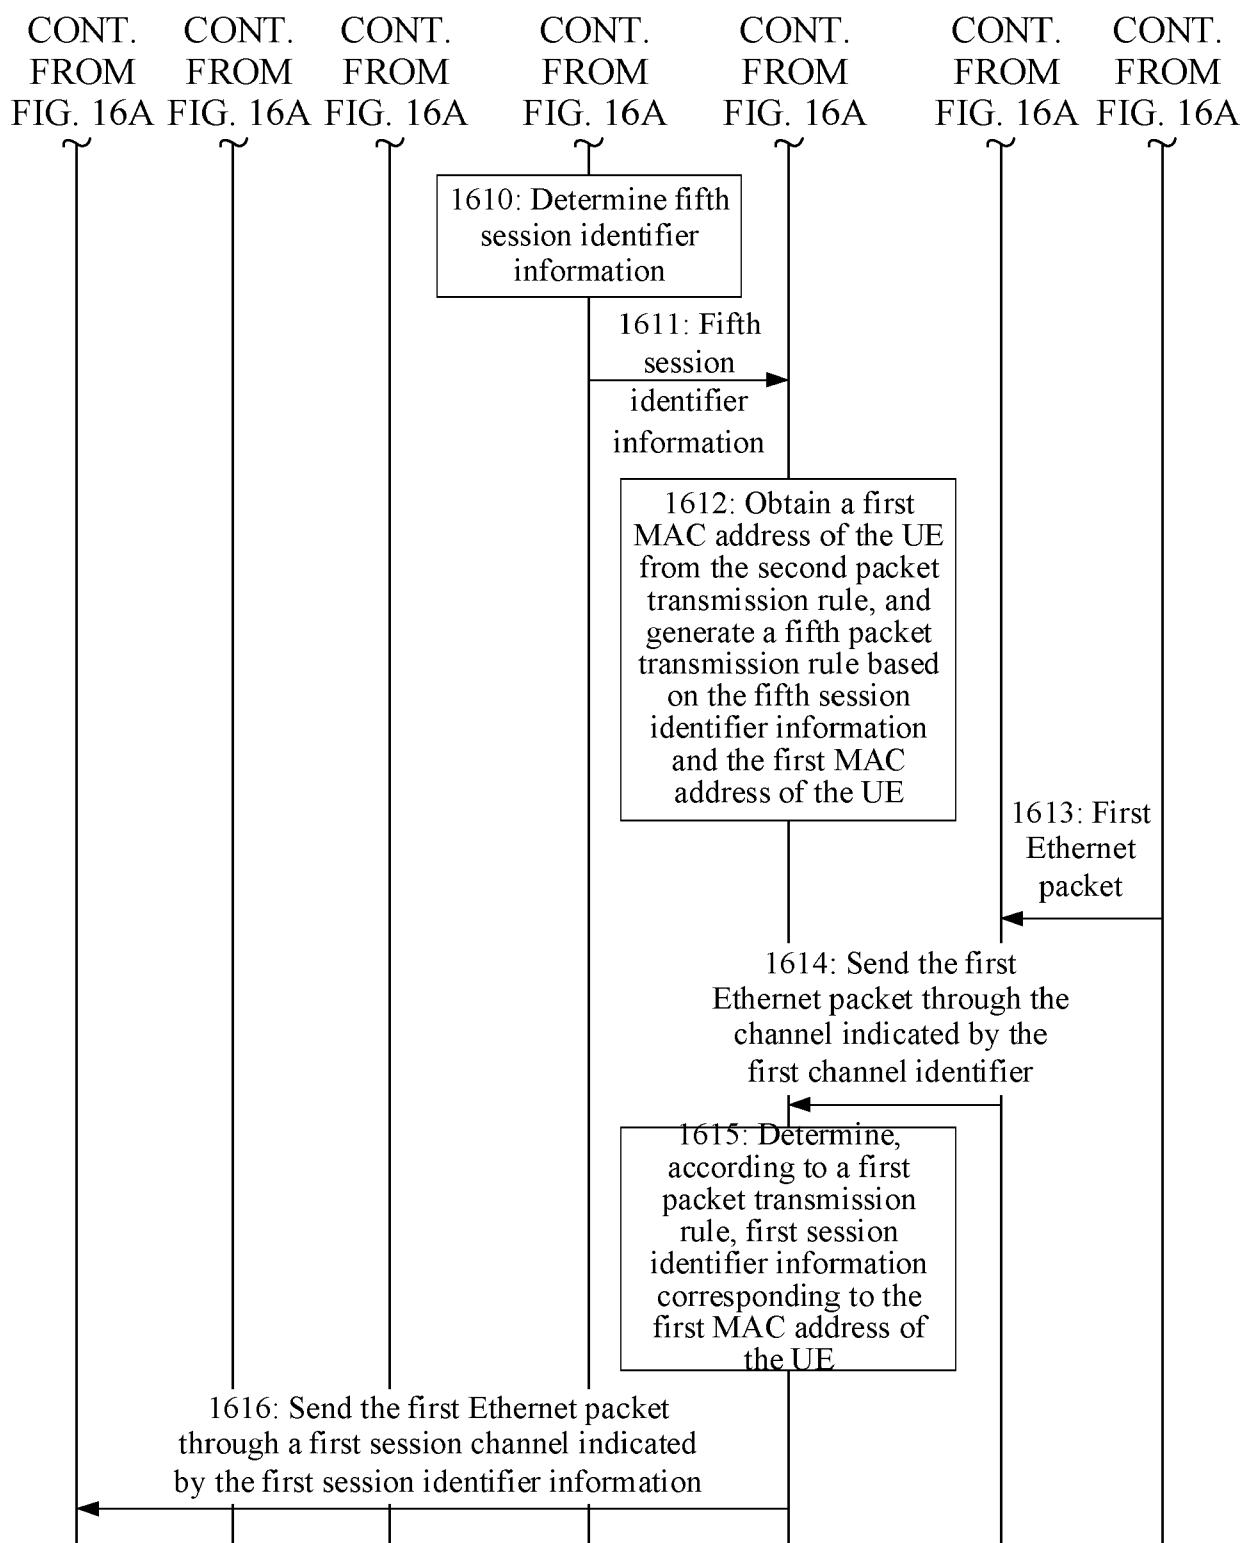 CONT. FROM FIG. 16A
CONT. FROM FIG. 16A
CONT. FROM FIG. 16A
CONT. FROM FIG. 16A
CONT. FROM FIG. 16A
CONT. FROM FIG. 16A
CONT. FROM FIG. 16A
1610: Determine fifth
session identifier
information
1611: Fifth
session
identifier
information
1612: Obtain a first
MAC address of the UE
from the second packet
transmission rule, and
generate a fifth packet
transmission rule based
on the fifth session
identifier information
and the first MAC
address of the UE
1613: First
Ethernet
packet
1614: Send the first
Ethernet packet through the
channel indicated by the
first channel identifier
1615: Determine,
according to a first
packet transmission
rule, first session
identifier information
corresponding to the
first MAC address of
the UE
1616: Send the first Ethernet packet
through a first session channel indicated
by the first session identifier information